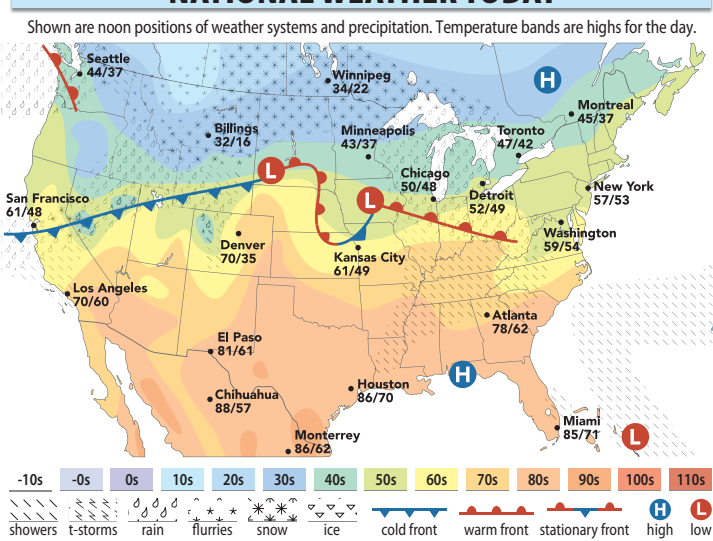 NATIONAL WEATHER TODAY
Shown are noon positions of weather systems and precipitation. Temperature bands are highs for the day.
Seattle
44/37
Winnipeg
34/22
H
Montreal
45/37
Billings
32/16
Minneapolis
43/37
Toronto
47/42
L
Chicago
50/48
Detroit
52/49
New York
57/53
San Francisco
61/48
L
Washington
59/54
Denver
70/35
Kansas City
61/49
Los Angeles
70/60
Atlanta
78/62
El Paso
81/61
H
Chihuahua
88/57
Houston
86/70
Miami
85/71
L
Monterrey
86/62
-10s -0s 0s 10s 20s 30s 40s 50s 60s 70s 80s 90s 100s 110s
H L
showers t-storms rain flurries snow ice cold front warm front stationary front high low